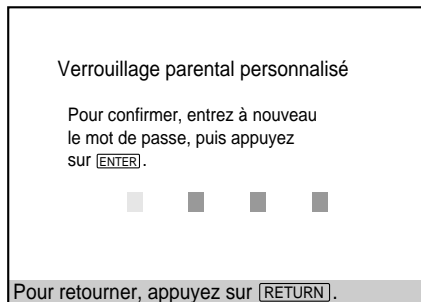 Verrouillage parental personnalisé
Pour confirmer, entrez à nouveau
le mot de passe, puis appuyez
sur ENTER.
Pour retourner, appuyez sur RETURN.